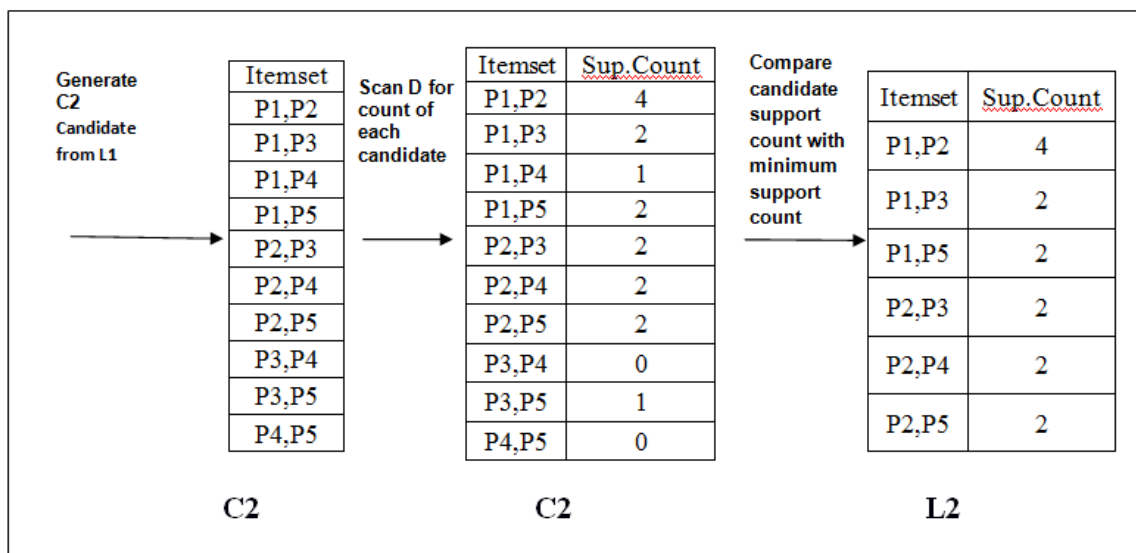 Generate
C2
Candidate
from L1
Itemset
P1,P2
P1,P3
P1,P4
P1,P5
P2,P3
P2,P4
P2,P5
P3,P4
P3,P5
P4,P5
C2
Scan D for
count of
each
candidate
Itemset Sup.Count
P1,P2 4
P1,P3 2
P1,P4 1
P1,P5 2
P2,P3 2
P2,P4 2
P2,P5 2
P3,P4 0
P3,P5 1
P4,P5 0
C2
Compare
candidate
support
count with
minimum
support
count
Itemset Sup.Count
P1,P2 4
P1,P3 2
P1,P5 2
P2,P3 2
P2,P4 2
P2,P5 2
L2